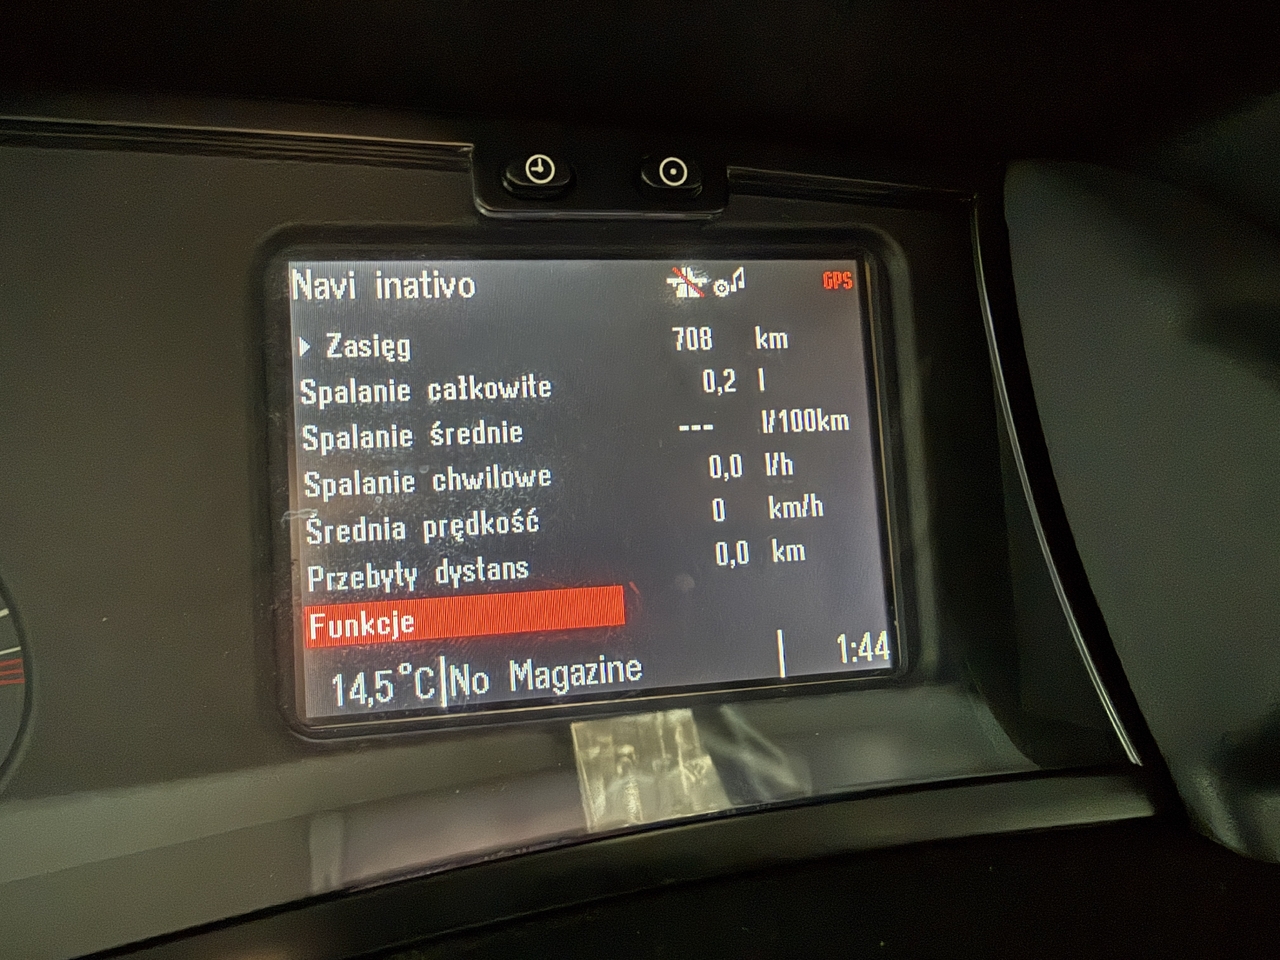 Navi inativo GPS
Zasięg 708 km
Spalanie całkowite 0,2 l
Spalanie średnie --- l/100km
Spalanie chwilowe 0,0 l/h
Średnia prędkość 0 km/h
Przebyty dystans 0,0 km
Funkcje
14,5°C No Magazine 1:44